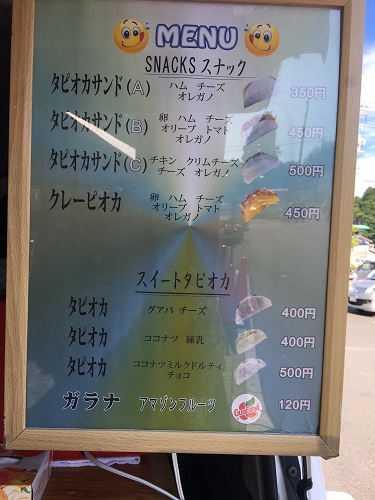 MENU
SNACKS スナック
タピオカサンド(A) ハム チーズ 350円
オレガノ
タピオカサンド(B) 卵 ハム チーズ 450円
オリーブ トマト
オレガノ
タピオカサンド(C) チキン クリムチーズ 500円
チーズ オレガノ
クレーピオカ 卵 ハム チーズ 450円
オリーブ トマト
オレガノ
スイートタピオカ
タピオカ グアバ チーズ 400円
タピオカ ココナツ 練乳 400円
タピオカ ココナツミルクドルチィ 500円
チョコ
ガラナ アマゾンフルーツ 120円